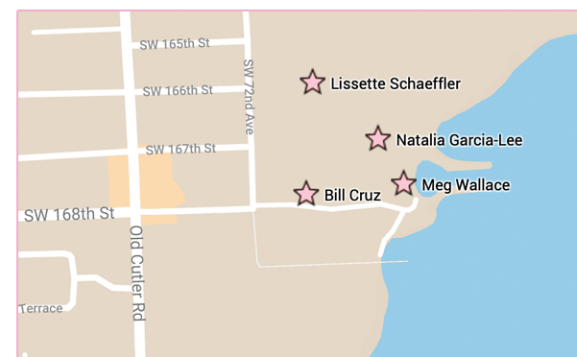 SW 165th St
SW 166th St
SW 72nd Ave
Lissette Schaeffler
Natalia Garcia-Lee
SW 167th St
Meg Wallace
Bill Cruz
SW 168th St
Old Cutler Rd
Terrace